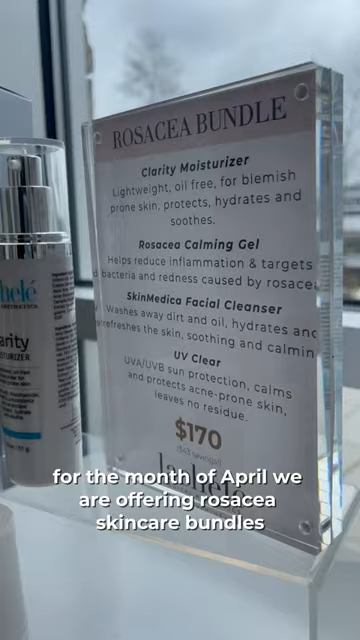 ROSACEA BUNDLE
Clarity Moisturizer
Lightweight, oil free, for blemish
prone skin, protects, hydrates and
soothes.
Rosacea Calming Gel
Helps reduce inflammation & targets
bacteria and redness caused by
SkinMedica Facial Cleanser
Washes away dirt and oil, hydrates and
refreshes the skin, soothing and
UV Clear
UVA/UVB sun protection, calms
and protects acne-prone skin,
leaves no residue.
$170
($43 savings!)
helé
arity
for the month of April we
are offering rosacea
skincare bundles